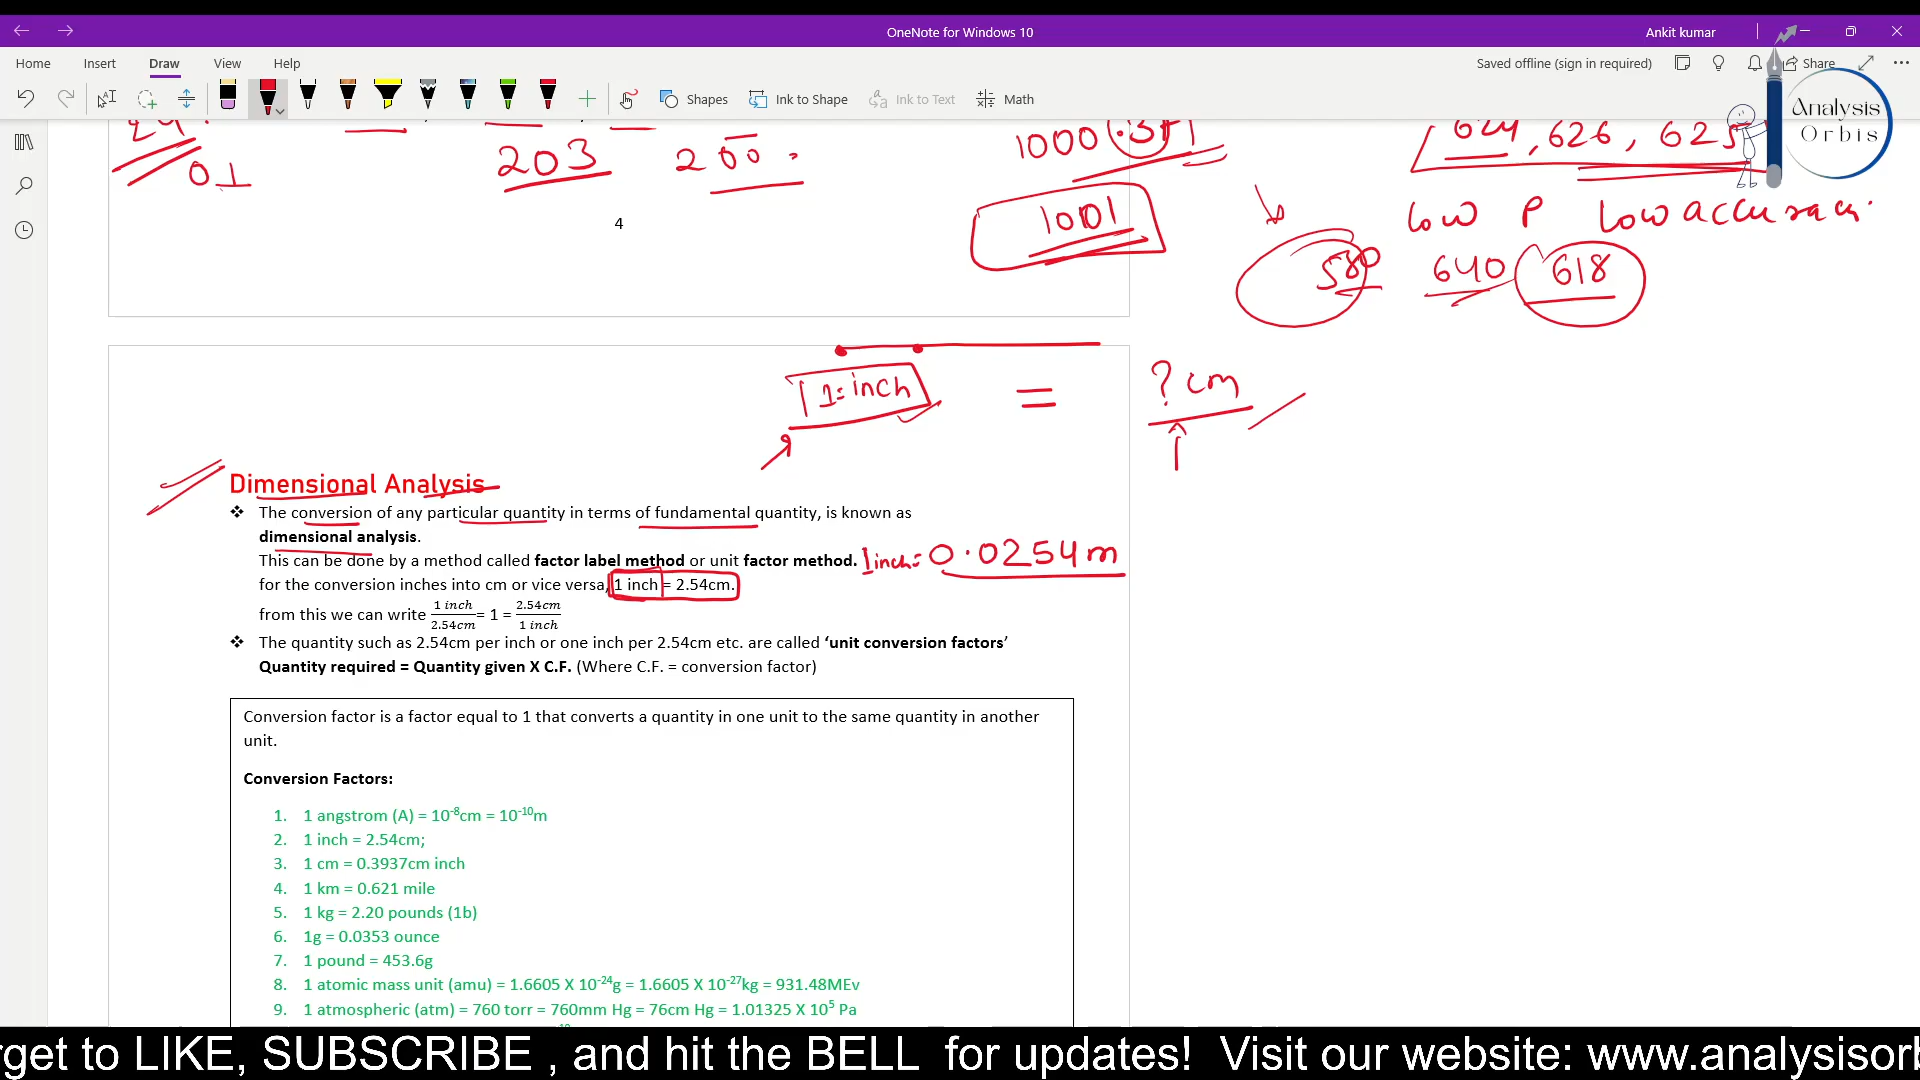 OneNote for Windows 10
Ankit kumar
Home Insert Draw View Help
Saved offline (sign in required)
Share
Shapes
Ink to Shape
Ink to Text
Math
Analysis
Orbis
01
203
200
1000
, 626 , 625
1001
low P low accuracy
580 640 618
4
1 inch = ? cm
Dimensional Analysis
❖ The conversion of any particular quantity in terms of fundamental quantity, is known as
dimensional analysis.
This can be done by a method called factor label method or unit factor method.
1 inch = 0.0254 m
for the conversion inches into cm or vice versa, 1 inch = 2.54cm.
from this we can write 1 inch/2.54cm = 1 = 2.54cm/1 inch
❖ The quantity such as 2.54cm per inch or one inch per 2.54cm etc. are called ‘unit conversion factors’
Quantity required = Quantity given X C.F. (Where C.F. = conversion factor)
Conversion factor is a factor equal to 1 that converts a quantity in one unit to the same quantity in another
unit.
Conversion Factors:
1. 1 angstrom (A) = 10⁻⁸cm = 10⁻¹⁰m
2. 1 inch = 2.54cm;
3. 1 cm = 0.3937cm inch
4. 1 km = 0.621 mile
5. 1 kg = 2.20 pounds (1b)
6. 1g = 0.0353 ounce
7. 1 pound = 453.6g
8. 1 atomic mass unit (amu) = 1.6605 X 10⁻²⁴g = 1.6605 X 10⁻²⁷kg = 931.48MEv
9. 1 atmospheric (atm) = 760 torr = 760mm Hg = 76cm Hg = 1.01325 X 10⁵ Pa
rget to LIKE, SUBSCRIBE , and hit the BELL for updates! Visit our website: www.analysisor